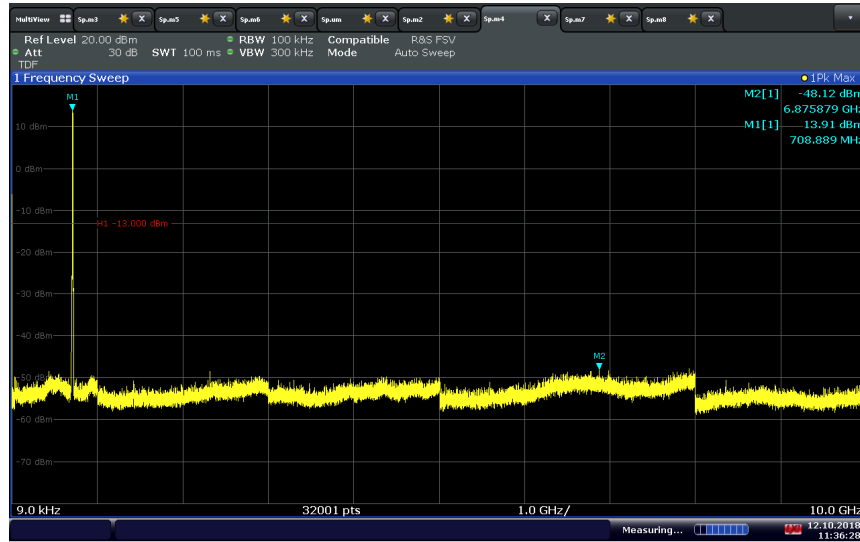 MultiView Sp.m3 X Sp.m5 X Sp.m6 X Sp.um X Sp.m2 X Sp.m4 X Sp.m7 X Sp.m8 X
Ref Level 20.00 dBm RBW 100 kHz Compatible R&S FSV
Att 30 dB SWT 100 ms VBW 300 kHz Mode Auto Sweep
TDF
1 Frequency Sweep 1Pk Max
M2[1] -48.12 dBm
6.875879 GHz
M1[1] 13.91 dBm
708.889 MHz
M1
10 dBm
0 dBm
-10 dBm
H1 -13.000 dBm
-20 dBm
-30 dBm
-40 dBm
M2
-50 dBm
-60 dBm
-70 dBm
9.0 kHz 32001 pts 1.0 GHz/ 10.0 GHz
Measuring... 12.10.2018
11:36:28